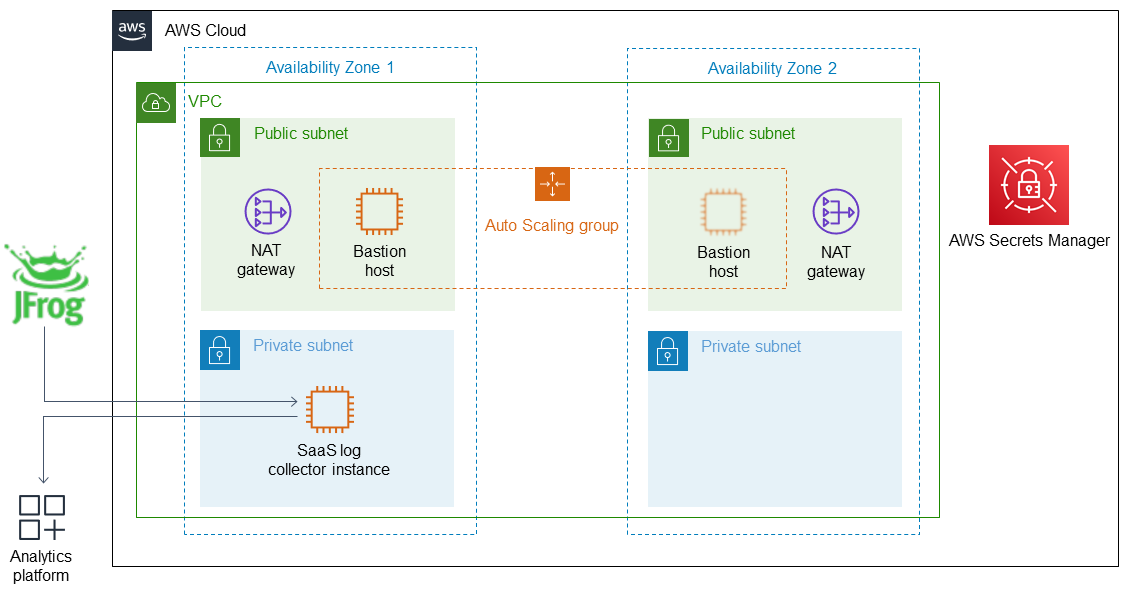 aws
AWS Cloud
Availability Zone 1
Availability Zone 2
VPC
Public subnet
Public subnet
Auto Scaling group
NAT
gateway
Bastion
host
Bastion
host
NAT
gateway
AWS Secrets Manager
JFrog
Private subnet
Private subnet
SaaS log
collector instance
Analytics
platform